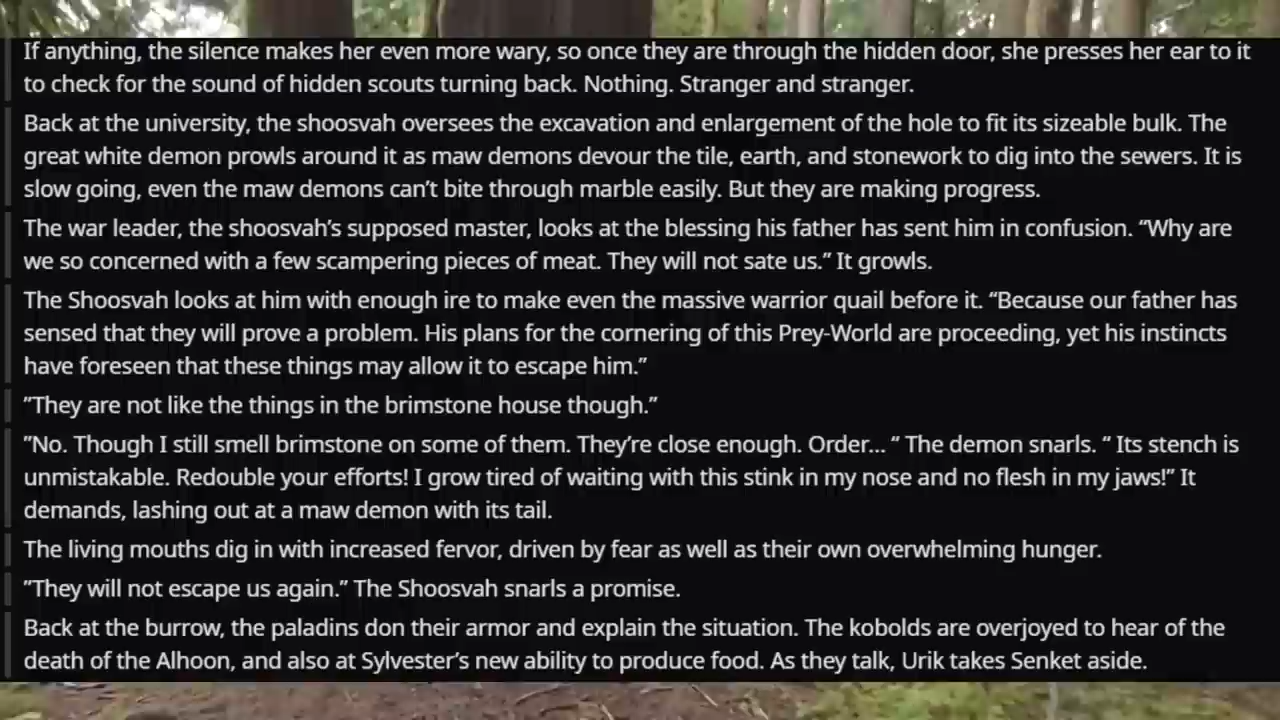 If anything, the silence makes her even more wary, so once they are through the hidden door, she presses her ear to it
to check for the sound of hidden scouts turning back. Nothing. Stranger and stranger.
Back at the university, the shoosvah oversees the excavation and enlargement of the hole to fit its sizeable bulk. The
great white demon prowls around it as maw demons devour the tile, earth, and stonework to dig into the sewers. It is
slow going, even the maw demons can’t bite through marble easily. But they are making progress.
The war leader, the shoosvah’s supposed master, looks at the blessing his father has sent him in confusion. “Why are
we so concerned with a few scampering pieces of meat. They will not sate us.” It growls.
The Shoosvah looks at him with enough ire to make even the massive warrior quail before it. “Because our father has
sensed that they will prove a problem. His plans for the cornering of this Prey-World are proceeding, yet his instincts
have foreseen that these things may allow it to escape him.”
”They are not like the things in the brimstone house though.”
”No. Though I still smell brimstone on some of them. They’re close enough. Order... “ The demon snarls. “ Its stench is
unmistakable. Redouble your efforts! I grow tired of waiting with this stink in my nose and no flesh in my jaws!” It
demands, lashing out at a maw demon with its tail.
The living mouths dig in with increased fervor, driven by fear as well as their own overwhelming hunger.
”They will not escape us again.” The Shoosvah snarls a promise.
Back at the burrow, the paladins don their armor and explain the situation. The kobolds are overjoyed to hear of the
death of the Alhoon, and also at Sylvester’s new ability to produce food. As they talk, Urik takes Senket aside.